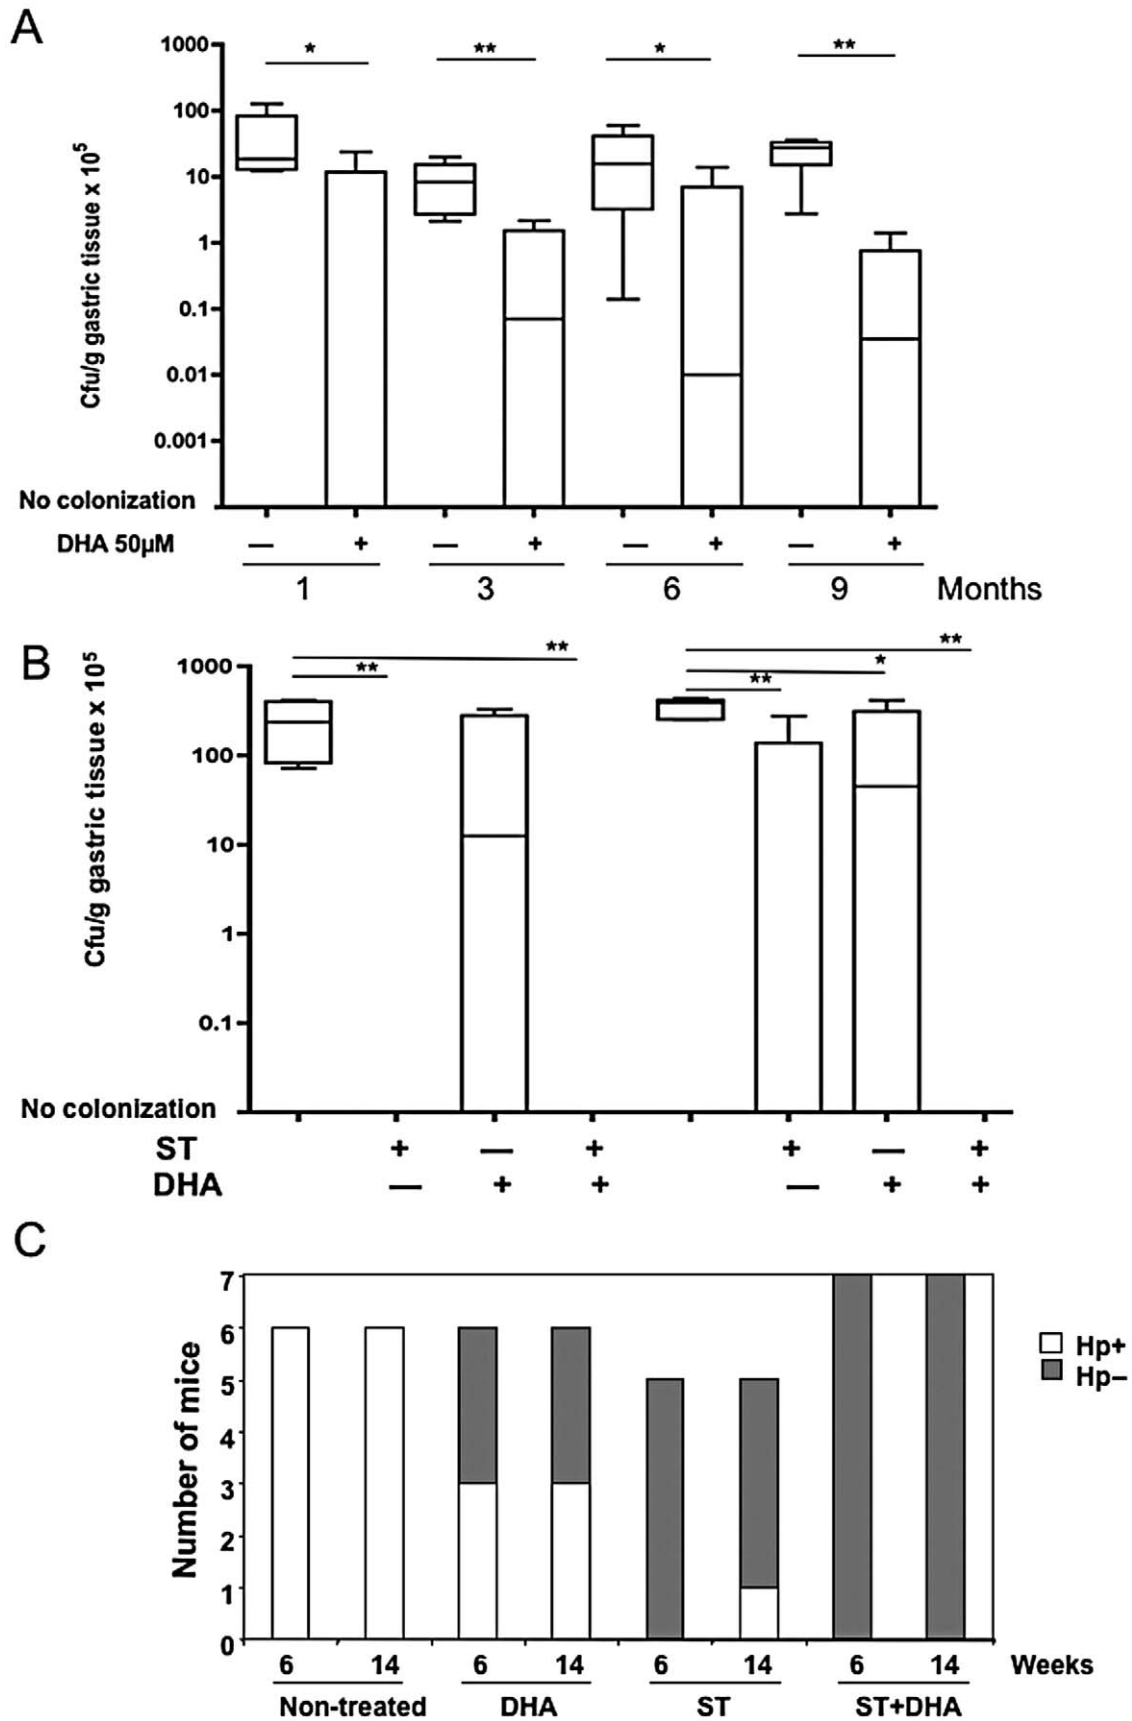 A
1000
100
10
1
0.1
0.01
0.001
No colonization
Cfu/g gastric tissue x 10⁵
* ** * **
DHA 50µM — + — + — + — +
1 3 6 9 Months
B
1000
100
10
1
0.1
No colonization
Cfu/g gastric tissue x 10⁵
** ** ** * **
ST + — + + — +
DHA — + + — + +
C
7
6
5
4
3
2
1
0
Number of mice
Hp+
Hp–
6 14 6 14 6 14 6 14 Weeks
Non-treated DHA ST ST+DHA